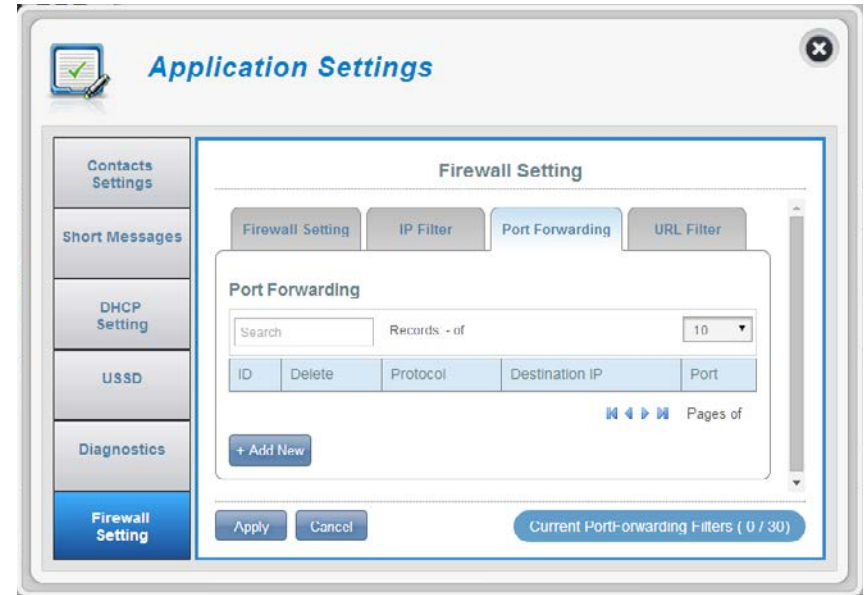 Application Settings
Contacts
Settings
Short Messages
DHCP
Setting
USSD
Diagnostics
Firewall
Setting
Firewall Setting
Firewall Setting IP Filter Port Forwarding URL Filter
Port Forwarding
Search Records - of 10
ID Delete Protocol Destination IP Port
Pages of
+ Add New
Apply Cancel Current PortForwarding Filters ( 0 / 30)